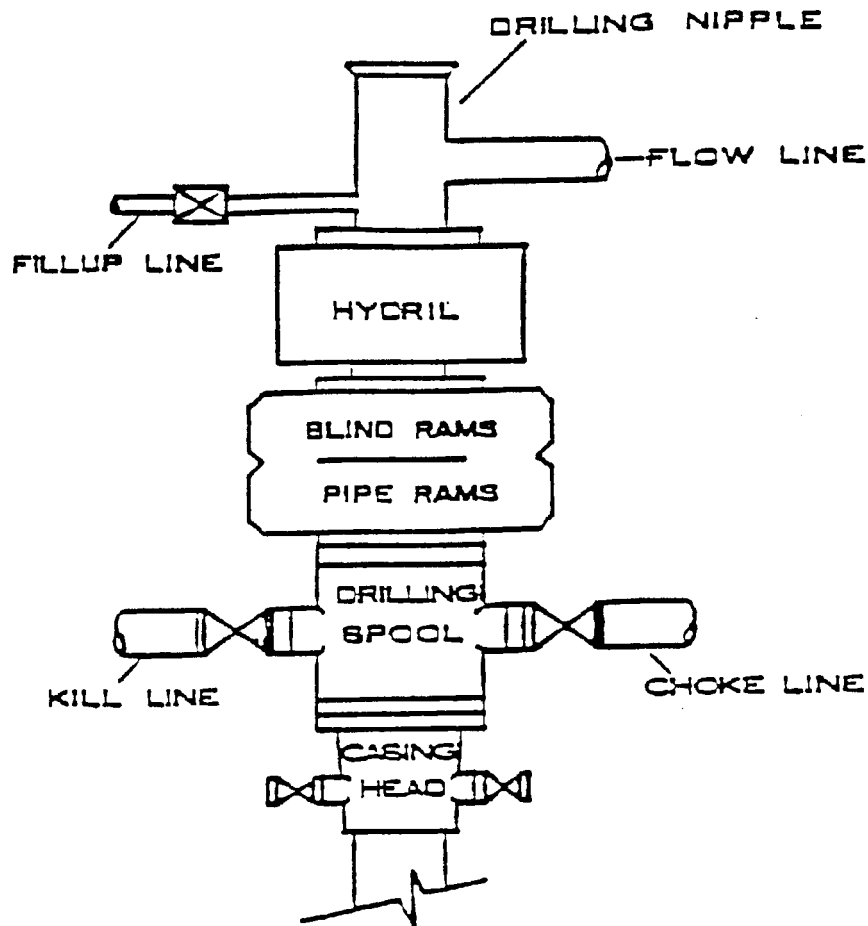 DRILLING NIPPLE
FLOW LINE
FILLUP LINE
HYDRIL
BLIND RAMS
PIPE RAMS
DRILLING
SPOOL
KILL LINE
CHOKE LINE
CASING
HEAD